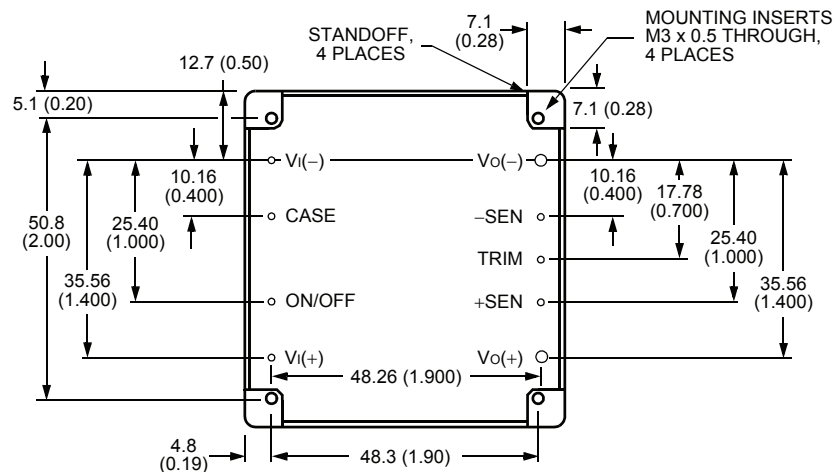 STANDOFF,
4 PLACES
7.1
(0.28)
MOUNTING INSERTS
M3 x 0.5 THROUGH,
4 PLACES
12.7 (0.50)
5.1 (0.20)
7.1 (0.28)
VI(−)
VO(−)
10.16
(0.400)
10.16
(0.400)
17.78
(0.700)
CASE
−SEN
50.8
(2.00)
25.40
(1.000)
25.40
(1.000)
TRIM
35.56
(1.400)
35.56
(1.400)
ON/OFF
+SEN
VI(+)
VO(+)
48.26 (1.900)
4.8
(0.19)
48.3 (1.90)